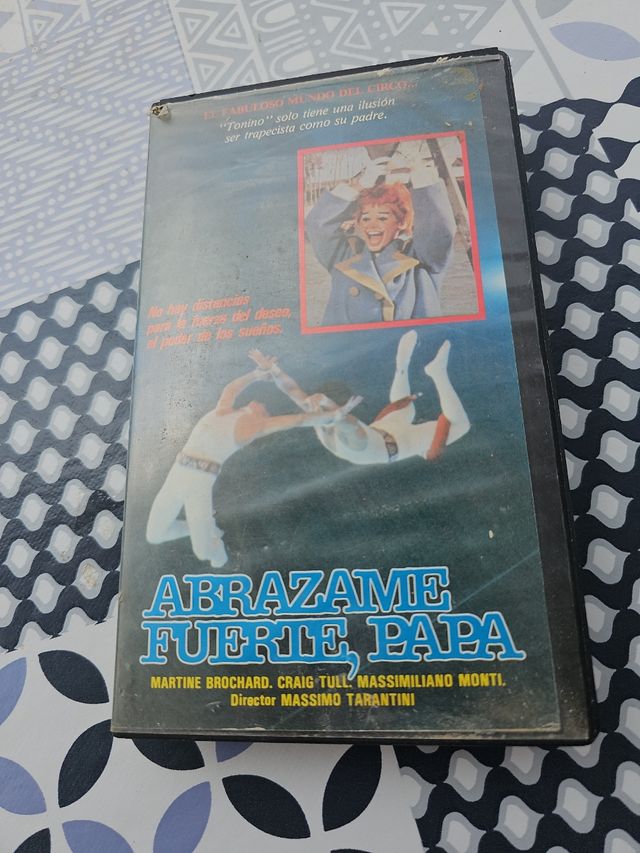 EL FABULOSO MUNDO DEL CIRCO...
"Tonino" solo tiene una ilusión
ser trapecista como su padre.
No hay distancias
para la fuerza del deseo,
el poder de los sueños.
ABRAZAME
FUERTE, PAPA
MARTINE BROCHARD. CRAIG TULL. MASSIMILIANO MONTI.
Director MASSIMO TARANTINI